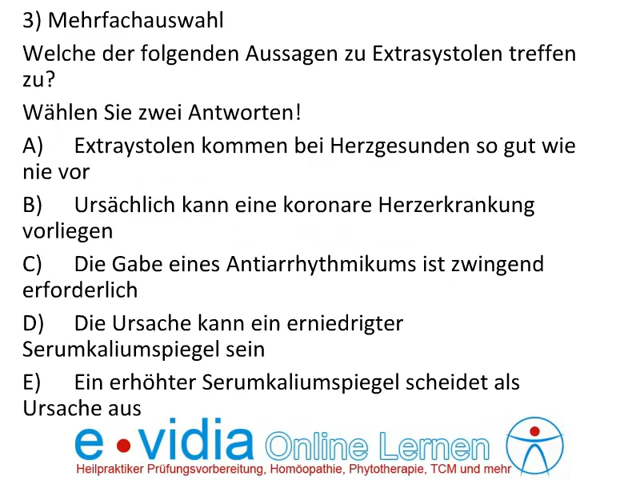 3) Mehrfachauswahl
Welche der folgenden Aussagen zu Extrasystolen treffen
zu?
Wählen Sie zwei Antworten!
A) Extraystolen kommen bei Herzgesunden so gut wie
nie vor
B) Ursächlich kann eine koronare Herzerkrankung
vorliegen
C) Die Gabe eines Antiarrhythmikums ist zwingend
erforderlich
D) Die Ursache kann ein erniedrigter
Serumkaliumspiegel sein
E) Ein erhöhter Serumkaliumspiegel scheidet als
Ursache aus
e•vidia Online Lernen
Heilpraktiker Prüfungsvorbereitung, Homöopathie, Phytotherapie, TCM und mehr